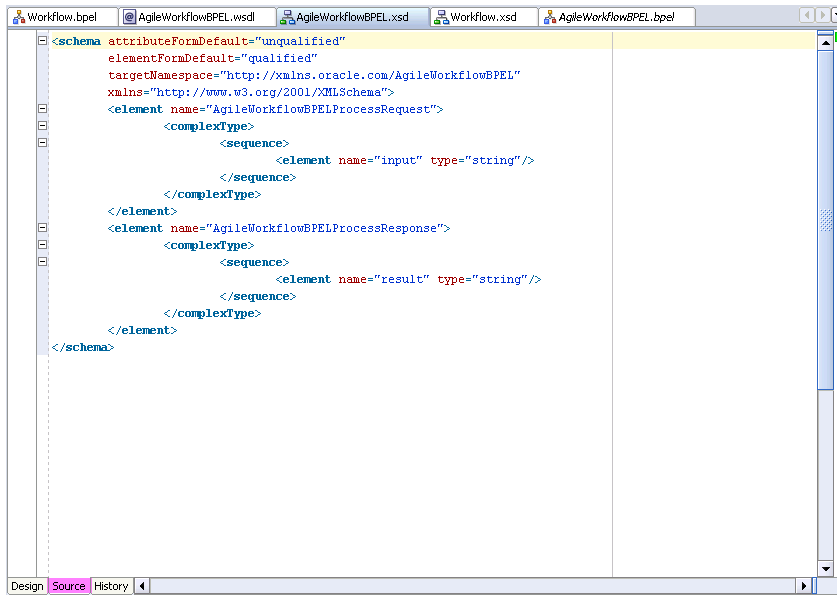 Workflow.bpel AgileWorkflowBPEL.wsdl AgileWorkflowBPEL.xsd Workflow.xsd AgileWorkflowBPEL.bpel
<schema attributeFormDefault="unqualified"
elementFormDefault="qualified"
targetNamespace="http://xmlns.oracle.com/AgileWorkflowBPEL"
xmlns="http://www.w3.org/2001/XMLSchema">
<element name="AgileWorkflowBPELProcessRequest">
<complexType>
<sequence>
<element name="input" type="string"/>
</sequence>
</complexType>
</element>
<element name="AgileWorkflowBPELProcessResponse">
<complexType>
<sequence>
<element name="result" type="string"/>
</sequence>
</complexType>
</element>
</schema>
Design Source History